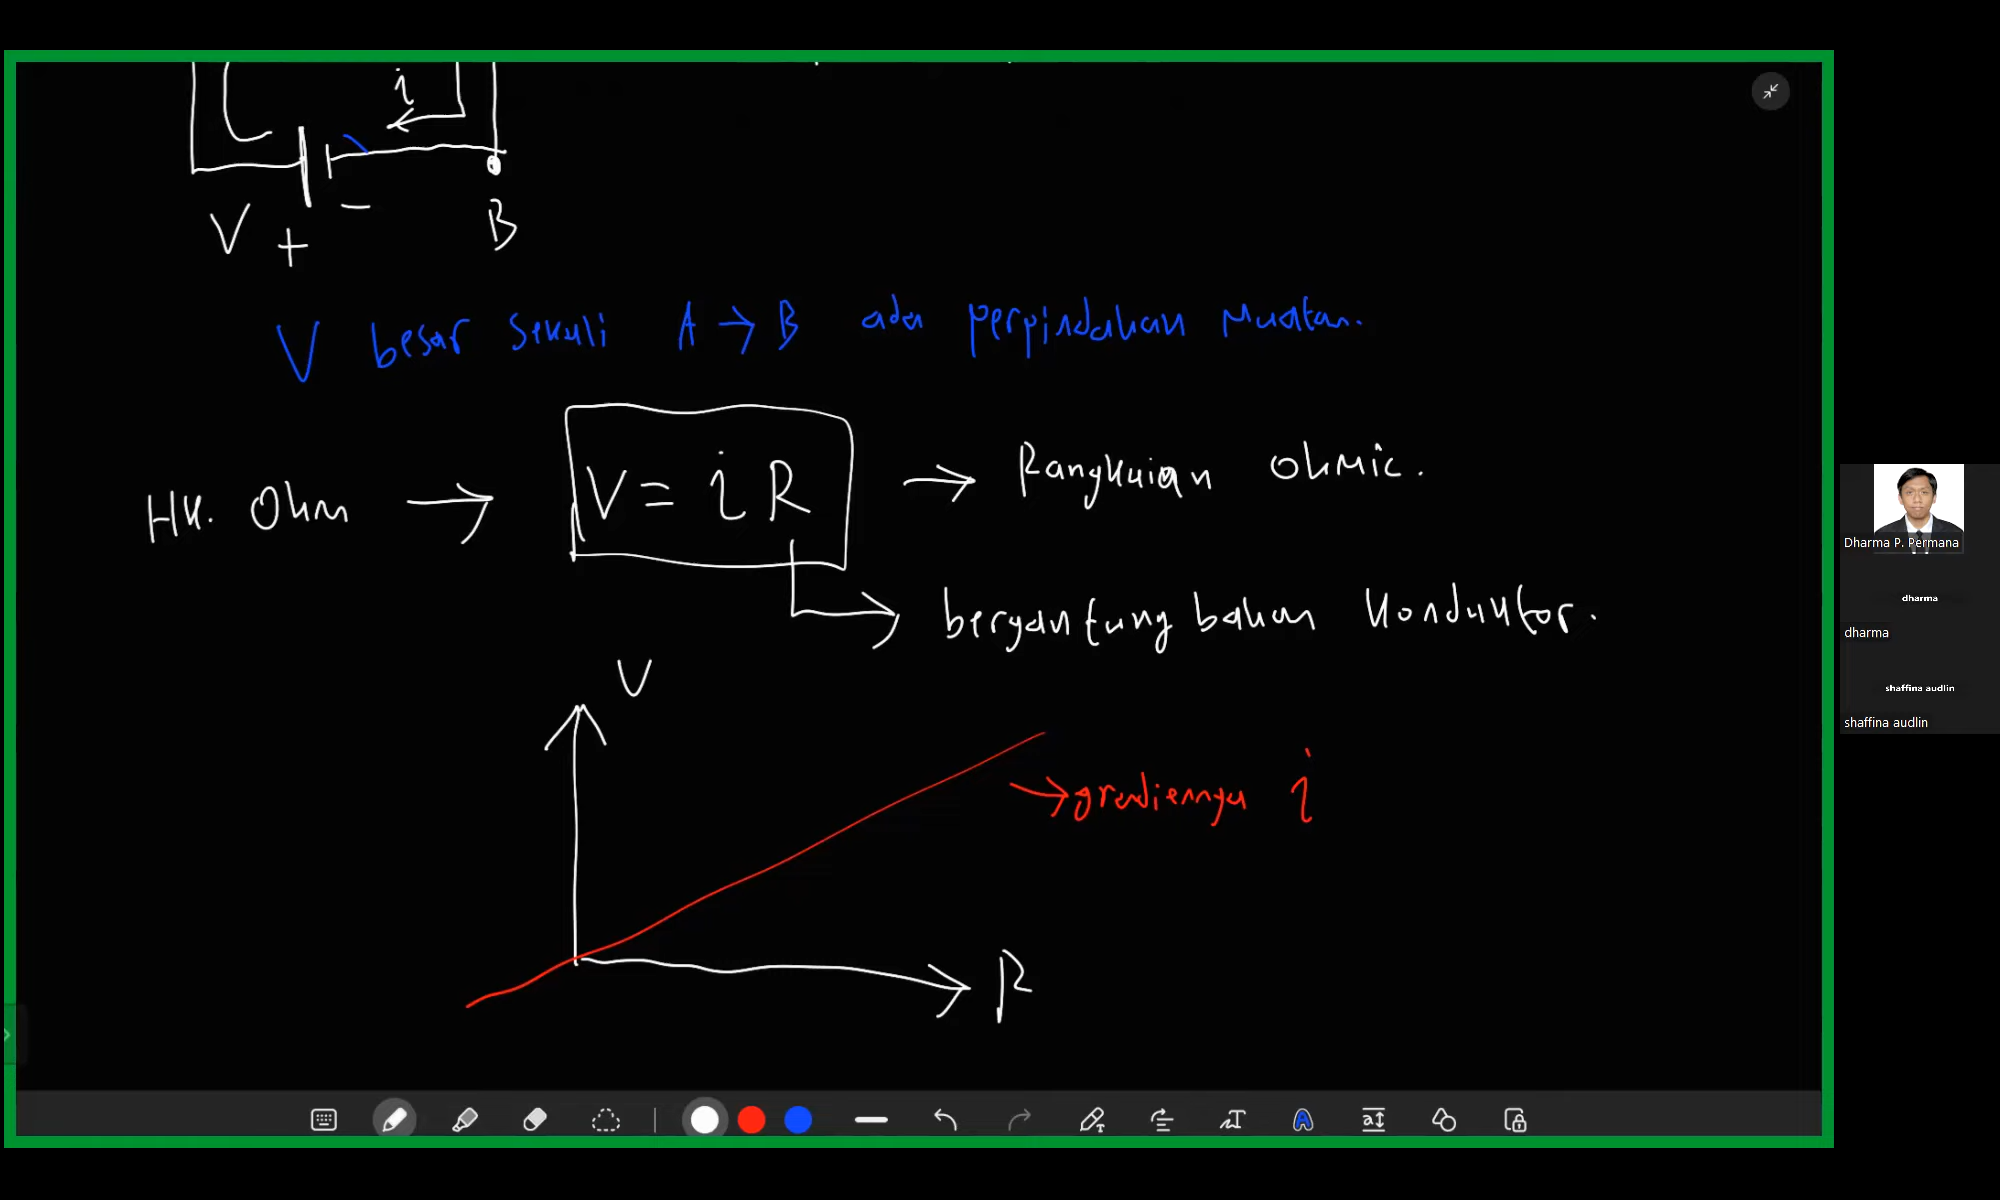 i
V + - B
V besar sekali A → B ada perpindahan muatan.
Hk. Ohm → V = i R → Rangkaian Ohmic.
bergantung bahan konduktor.
V
→ gradiennya i
R
Dharma P. Permana
dharma
dharma
shaffina audlin
shaffina audlin